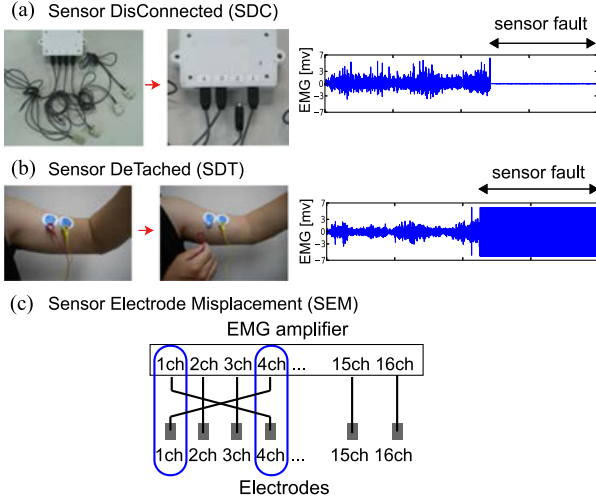 (a) Sensor DisConnected (SDC)
sensor fault
EMG [mv]
7
3
0
−3
−7
(b) Sensor DeTached (SDT)
sensor fault
EMG [mv]
7
3
0
−3
−7
(c) Sensor Electrode Misplacement (SEM)
EMG amplifier
1ch 2ch 3ch 4ch ... 15ch 16ch
1ch 2ch 3ch 4ch ... 15ch 16ch
Electrodes